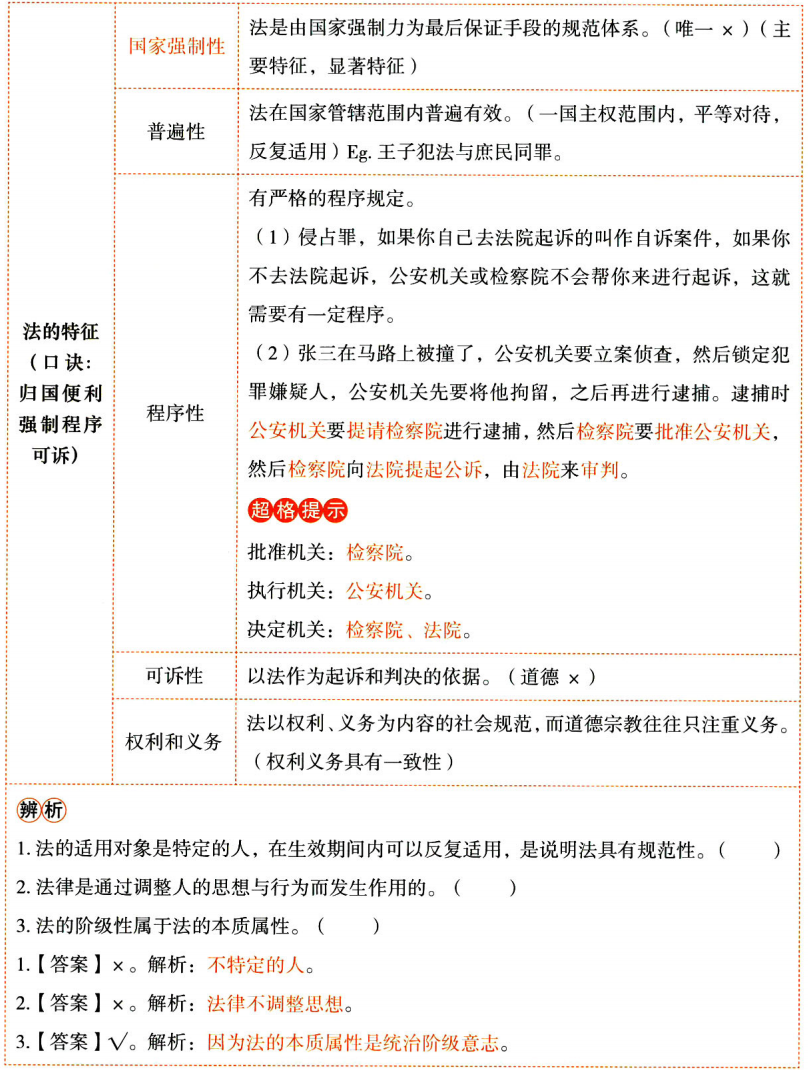 法的特征
（口诀：
归国便利
强制程序
可诉）
国家强制性
法是由国家强制力为最后保证手段的规范体系。（唯一 ×）（主
要特征，显著特征）
普遍性
法在国家管辖范围内普遍有效。（一国主权范围内，平等对待，
反复适用）Eg. 王子犯法与庶民同罪。
程序性
有严格的程序规定。
（1）侵占罪，如果你自己去法院起诉的叫作自诉案件，如果你
不去法院起诉，公安机关或检察院不会帮你来进行起诉，这就
需要有一定程序。
（2）张三在马路上被撞了，公安机关要立案侦查，然后锁定犯
罪嫌疑人，公安机关先要将他拘留，之后再进行逮捕。逮捕时
公安机关要提请检察院进行逮捕，然后检察院要批准公安机关，
然后检察院向法院提起公诉，由法院来审判。
超格提示
批准机关：检察院。
执行机关：公安机关。
决定机关：检察院、法院。
可诉性
以法作为起诉和判决的依据。（道德 ×）
权利和义务
法以权利、义务为内容的社会规范，而道德宗教往往只注重义务。
（权利义务具有一致性）
辨析
1. 法的适用对象是特定的人，在生效期间内可以反复适用，是说明法具有规范性。（　　）
2. 法律是通过调整人的思想与行为而发生作用的。（　　）
3. 法的阶级性属于法的本质属性。（　　）
1.【答案】×。解析：不特定的人。
2.【答案】×。解析：法律不调整思想。
3.【答案】√。解析：因为法的本质属性是统治阶级意志。